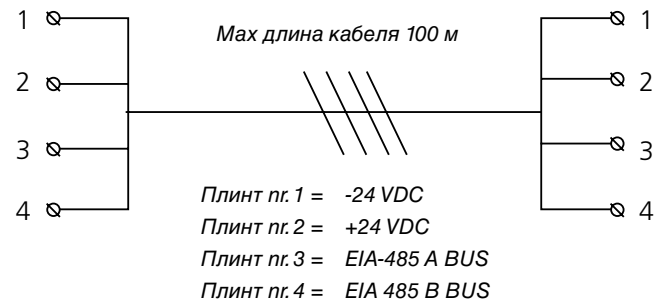 Max длина кабеля 100 м
1
2
3
4
1
2
3
4
Плинт nr. 1 = -24 VDC
Плинт nr. 2 = +24 VDC
Плинт nr. 3 = EIA-485 A BUS
Плинт nr. 4 = EIA 485 B BUS